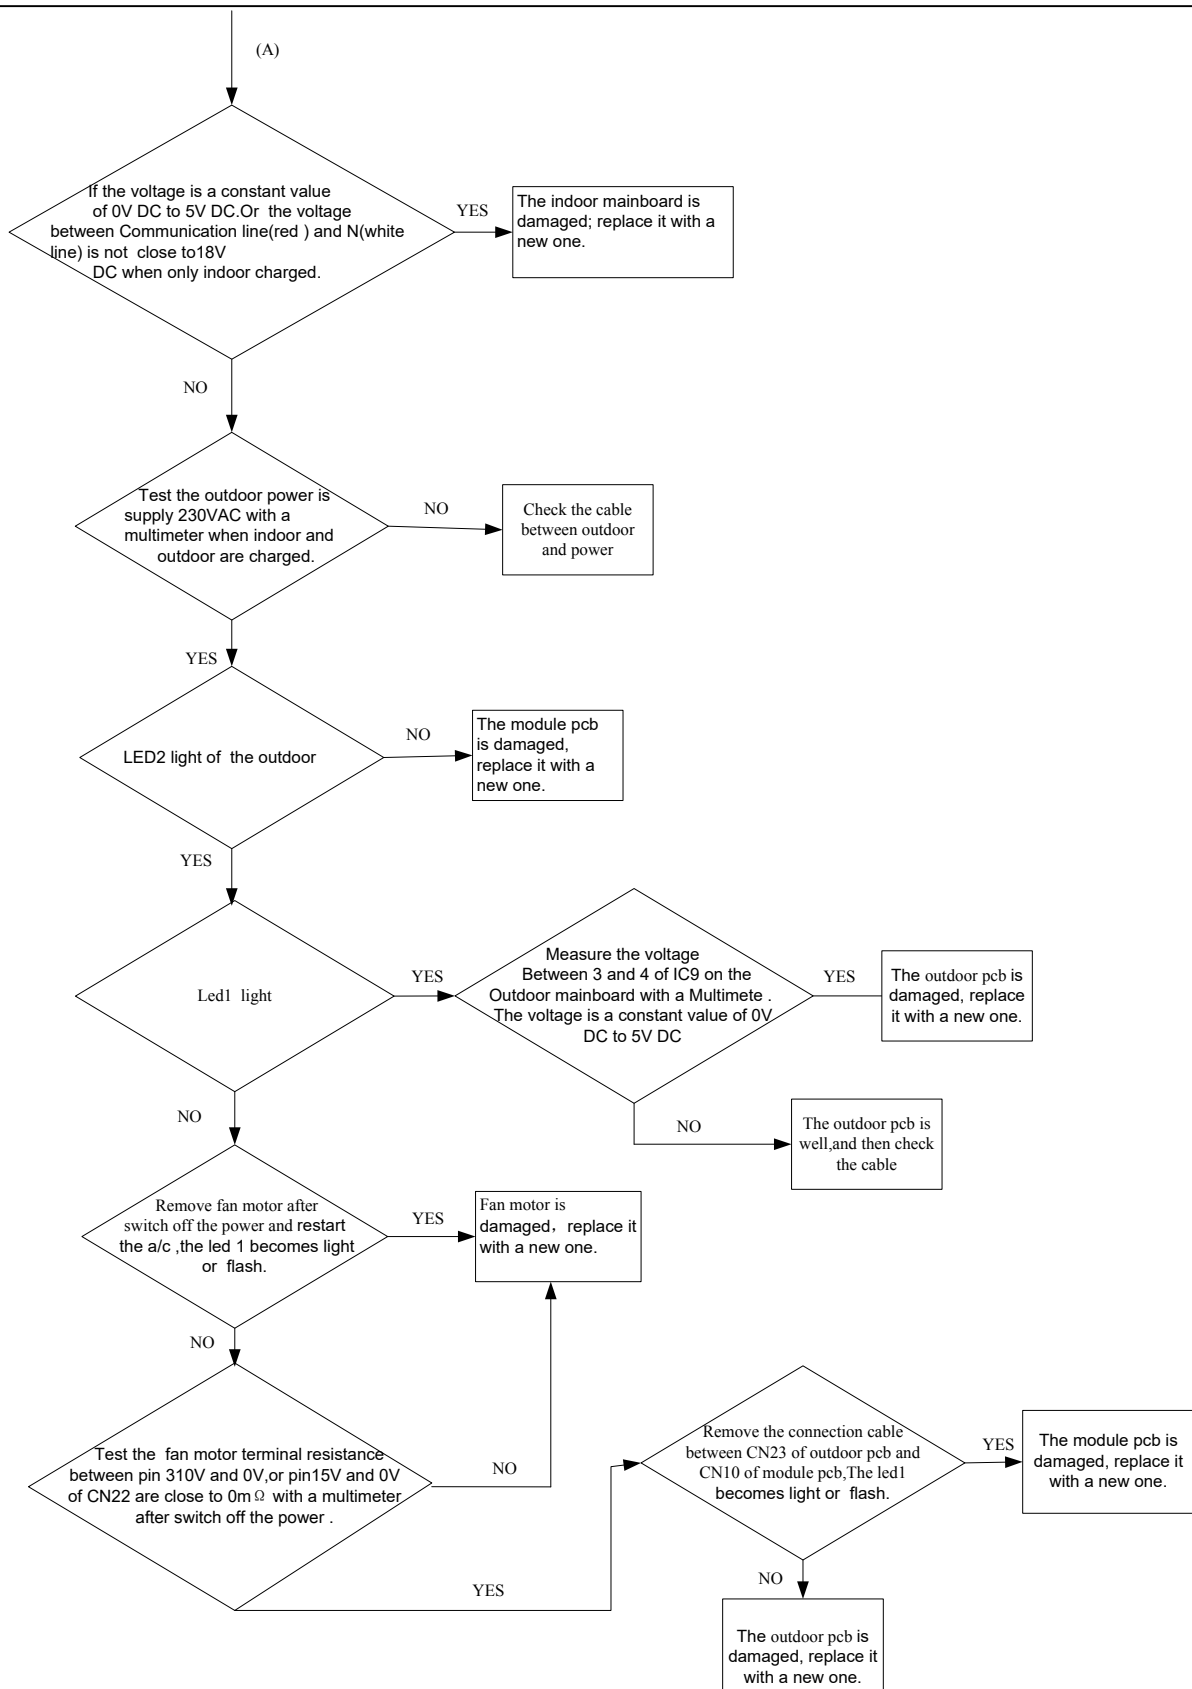 (A)
If the voltage is a constant value
of 0V DC to 5V DC.Or the voltage
between Communication line(red ) and N(white
line) is not close to18V
DC when only indoor charged.
YES
The indoor mainboard is
damaged; replace it with a
new one.
NO
Test the outdoor power is
supply 230VAC with a
multimeter when indoor and
outdoor are charged.
NO
Check the cable
between outdoor
and power
YES
LED2 light of the outdoor
NO
The module pcb
is damaged,
replace it with a
new one.
YES
Led1 light
YES
Measure the voltage
Between 3 and 4 of IC9 on the
Outdoor mainboard with a Multimete .
The voltage is a constant value of 0V
DC to 5V DC
YES
The outdoor pcb is
damaged, replace
it with a new one.
NO
The outdoor pcb is
well,and then check
the cable
NO
Remove fan motor after
switch off the power and restart
the a/c ,the led 1 becomes light
or flash.
YES
Fan motor is
damaged，replace it
with a new one.
NO
Test the fan motor terminal resistance
between pin 310V and 0V,or pin15V and 0V
of CN22 are close to 0mΩ with a multimeter
after switch off the power .
NO
YES
Remove the connection cable
between CN23 of outdoor pcb and
CN10 of module pcb,The led1
becomes light or flash.
YES
The module pcb is
damaged, replace it
with a new one.
NO
The outdoor pcb is
damaged, replace it
with a new one.